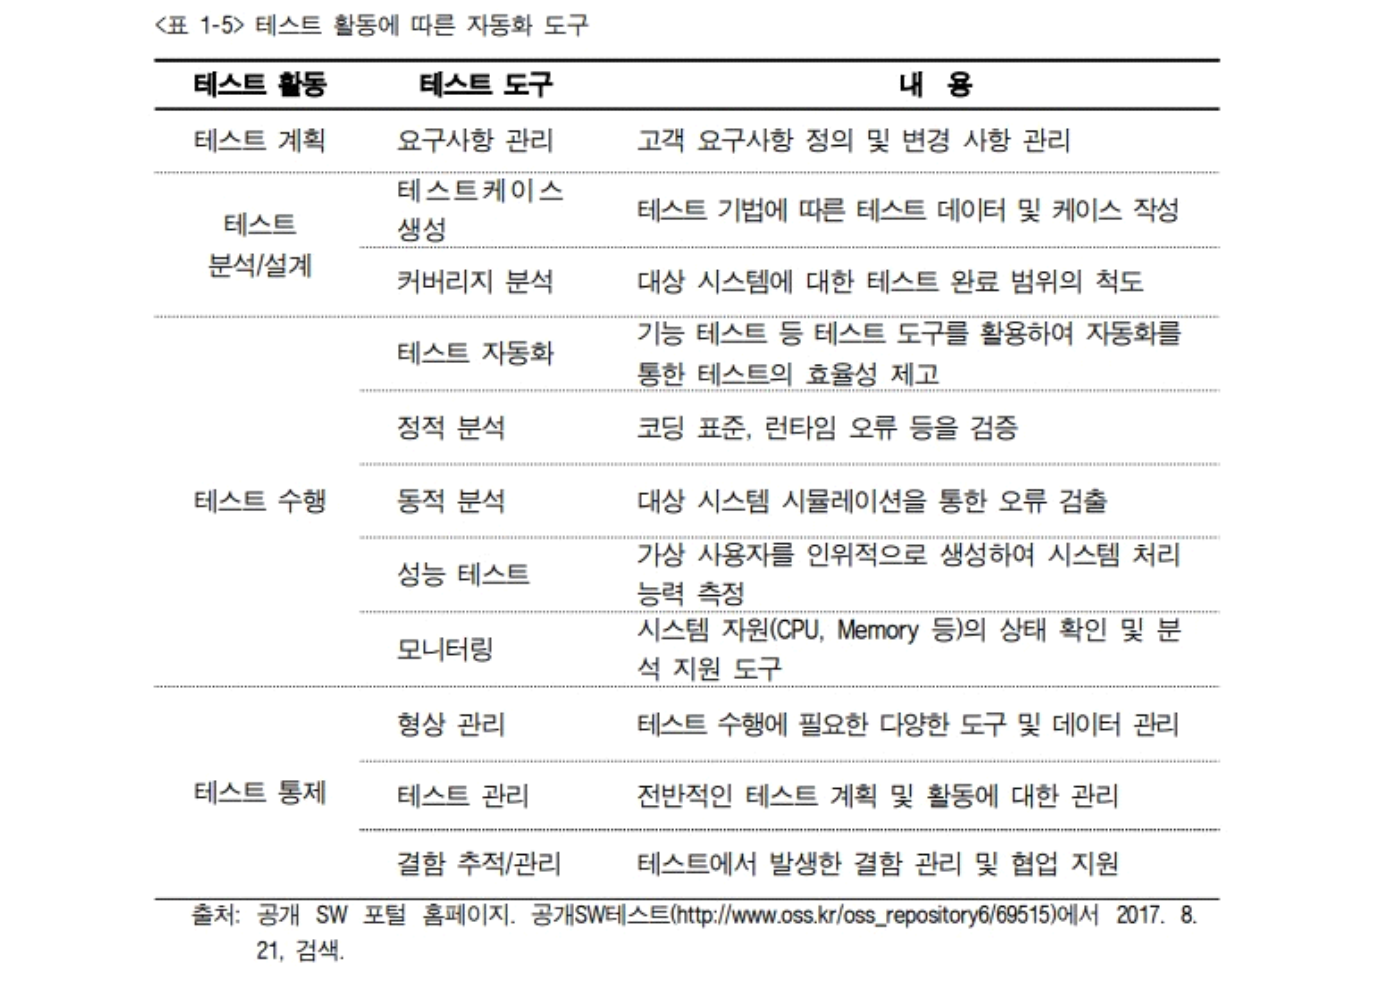 <표 1-5> 테스트 활동에 따른 자동화 도구
테스트 활동 테스트 도구 내 용
테스트 계획 요구사항 관리 고객 요구사항 정의 및 변경 사항 관리
테스트
분석/설계
테스트케이스
생성
테스트 기법에 따른 테스트 데이터 및 케이스 작성
커버리지 분석 대상 시스템에 대한 테스트 완료 범위의 척도
테스트 수행
테스트 자동화
기능 테스트 등 테스트 도구를 활용하여 자동화를
통한 테스트의 효율성 제고
정적 분석 코딩 표준, 런타임 오류 등을 검증
동적 분석 대상 시스템 시뮬레이션을 통한 오류 검출
성능 테스트
가상 사용자를 인위적으로 생성하여 시스템 처리
능력 측정
모니터링
시스템 자원(CPU, Memory 등)의 상태 확인 및 분
석 지원 도구
테스트 통제
형상 관리 테스트 수행에 필요한 다양한 도구 및 데이터 관리
테스트 관리 전반적인 테스트 계획 및 활동에 대한 관리
결함 추적/관리 테스트에서 발생한 결함 관리 및 협업 지원
출처: 공개 SW 포털 홈페이지. 공개SW테스트(http://www.oss.kr/oss_repository6/69515)에서 2017. 8.
21, 검색.